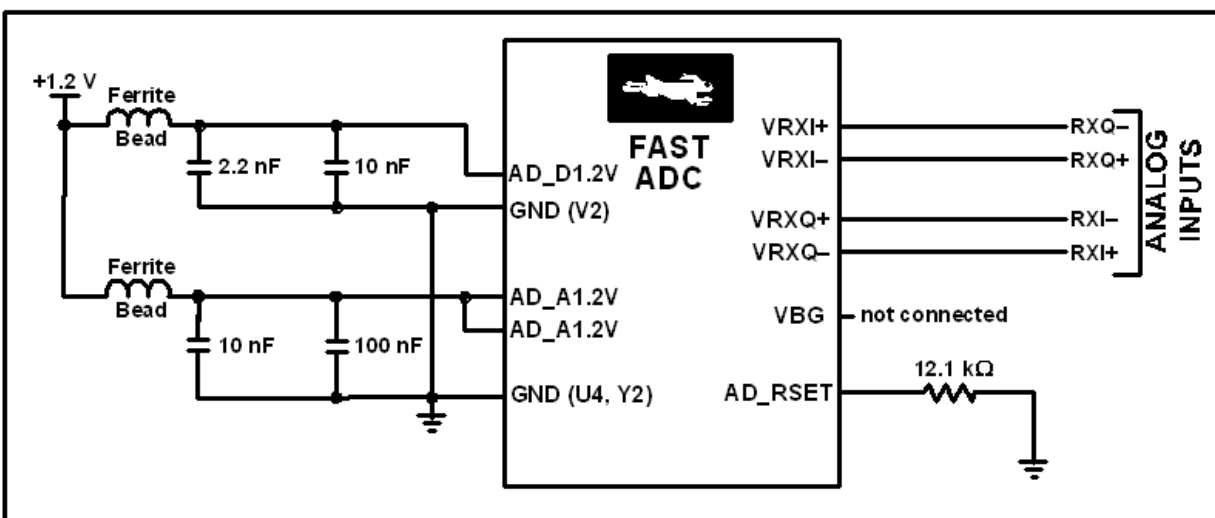 +1.2 V
Ferrite
Bead
2.2 nF
10 nF
Ferrite
Bead
10 nF
100 nF
FAST
ADC
AD_D1.2V
GND (V2)
AD_A1.2V
AD_A1.2V
GND (U4, Y2)
VRXI+
VRXI–
VRXQ+
VRXQ–
VBG
AD_RSET
RXQ–
RXQ+
RXI–
RXI+
ANALOG
INPUTS
not connected
12.1 kΩ